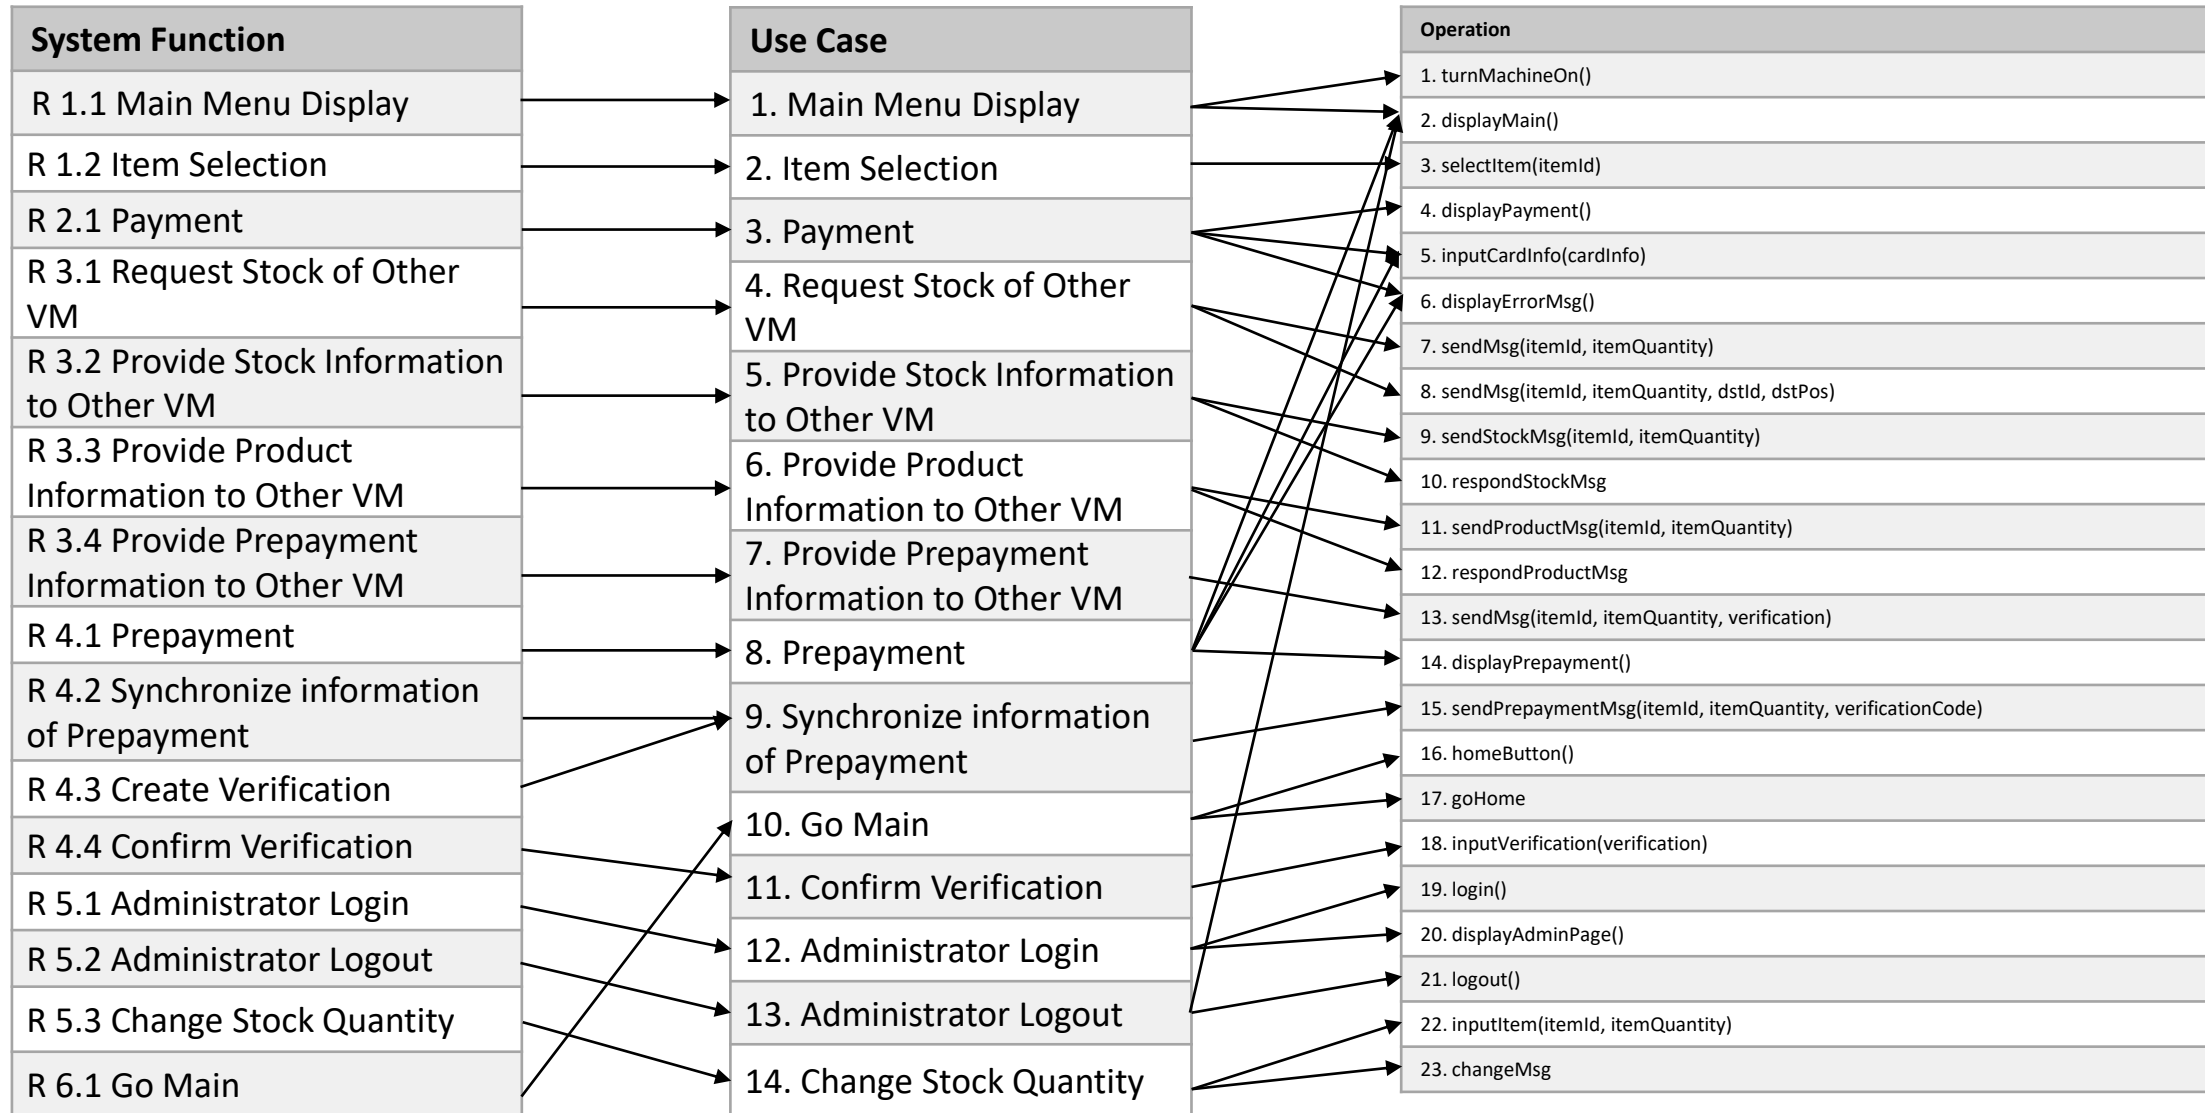 System Function
R 1.1 Main Menu Display
R 1.2 Item Selection
R 2.1 Payment
R 3.1 Request Stock of Other
VM
R 3.2 Provide Stock Information
to Other VM
R 3.3 Provide Product
Information to Other VM
R 3.4 Provide Prepayment
Information to Other VM
R 4.1 Prepayment
R 4.2 Synchronize information
of Prepayment
R 4.3 Create Verification
R 4.4 Confirm Verification
R 5.1 Administrator Login
R 5.2 Administrator Logout
R 5.3 Change Stock Quantity
R 6.1 Go Main
Use Case
1. Main Menu Display
2. Item Selection
3. Payment
4. Request Stock of Other
VM
5. Provide Stock Information
to Other VM
6. Provide Product
Information to Other VM
7. Provide Prepayment
Information to Other VM
8. Prepayment
9. Synchronize information
of Prepayment
10. Go Main
11. Confirm Verification
12. Administrator Login
13. Administrator Logout
14. Change Stock Quantity
Operation
1. turnMachineOn()
2. displayMain()
3. selectItem(itemId)
4. displayPayment()
5. inputCardInfo(cardInfo)
6. displayErrorMsg()
7. sendMsg(itemId, itemQuantity)
8. sendMsg(itemId, itemQuantity, dstId, dstPos)
9. sendStockMsg(itemId, itemQuantity)
10. respondStockMsg
11. sendProductMsg(itemId, itemQuantity)
12. respondProductMsg
13. sendMsg(itemId, itemQuantity, verification)
14. displayPrepayment()
15. sendPrepaymentMsg(itemId, itemQuantity, verificationCode)
16. homeButton()
17. goHome
18. inputVerification(verification)
19. login()
20. displayAdminPage()
21. logout()
22. inputItem(itemId, itemQuantity)
23. changeMsg